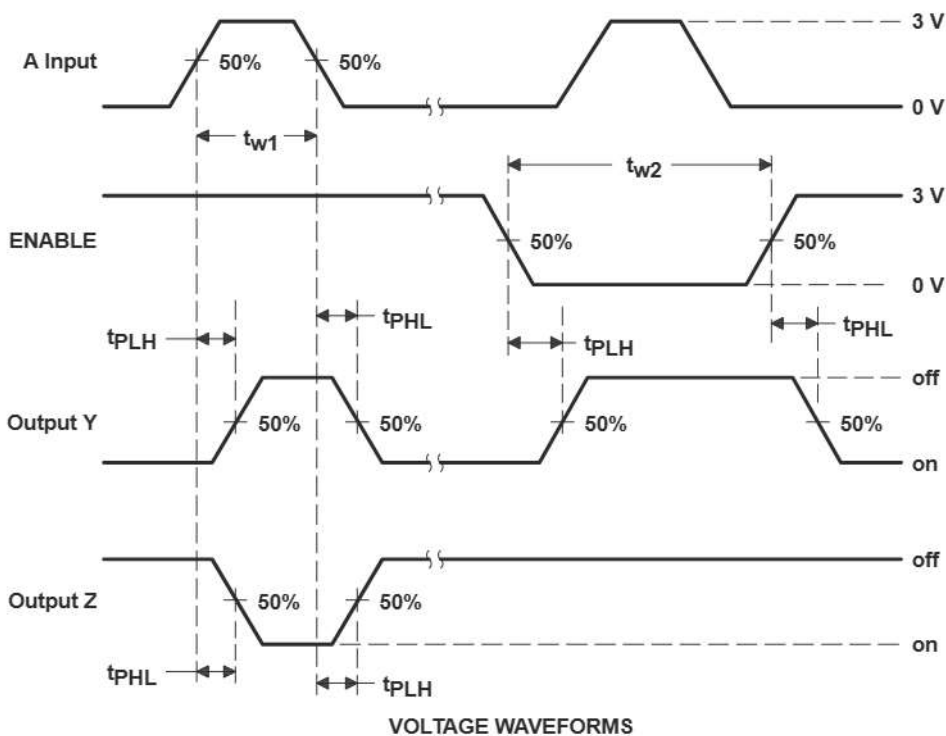 3 V
A Input
50%
50%
0 V
tw1
tw2
3 V
ENABLE
50%
50%
0 V
tPLH
tPHL
tPLH
tPHL
off
Output Y
50%
50%
50%
50%
on
off
Output Z
50%
50%
on
tPHL
tPLH
VOLTAGE WAVEFORMS